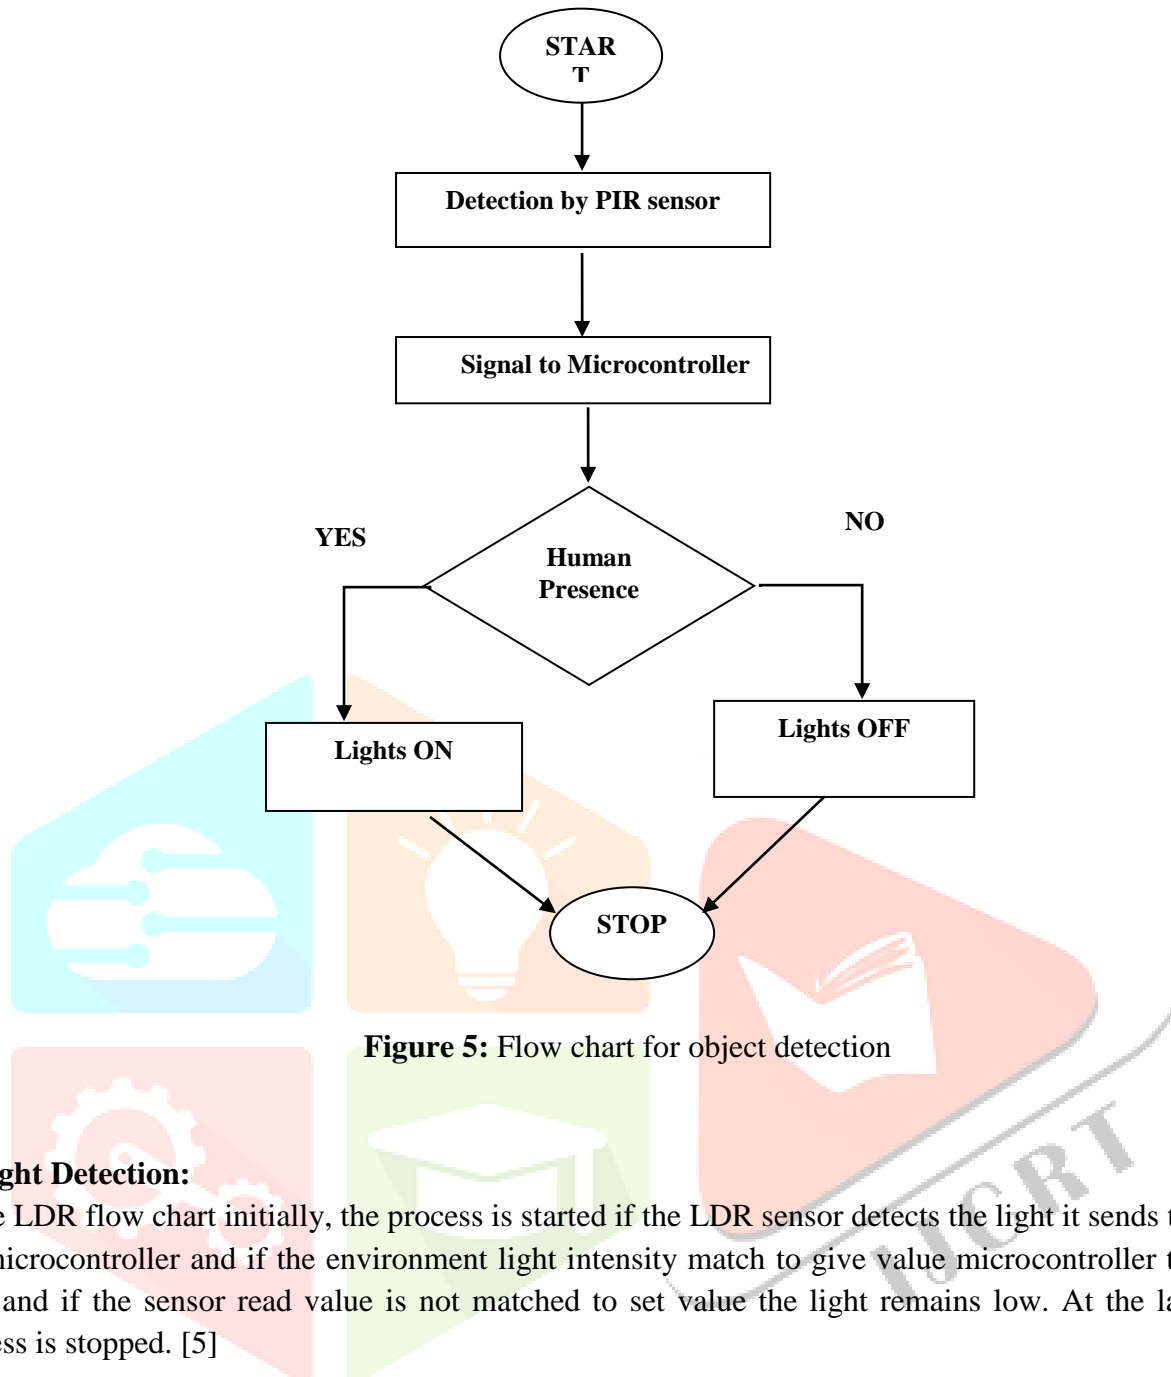 STAR
T
Detection by PIR sensor
Signal to Microcontroller
YES
NO
Human
Presence
Lights ON
Lights OFF
STOP
Figure 5: Flow chart for object detection
ght Detection:
LDR flow chart initially, the process is started if the LDR sensor detects the light it sends
microcontroller and if the environment light intensity match to give value microcontroller
and if the sensor read value is not matched to set value the light remains low. At the
ess is stopped. [5]
IJCRT